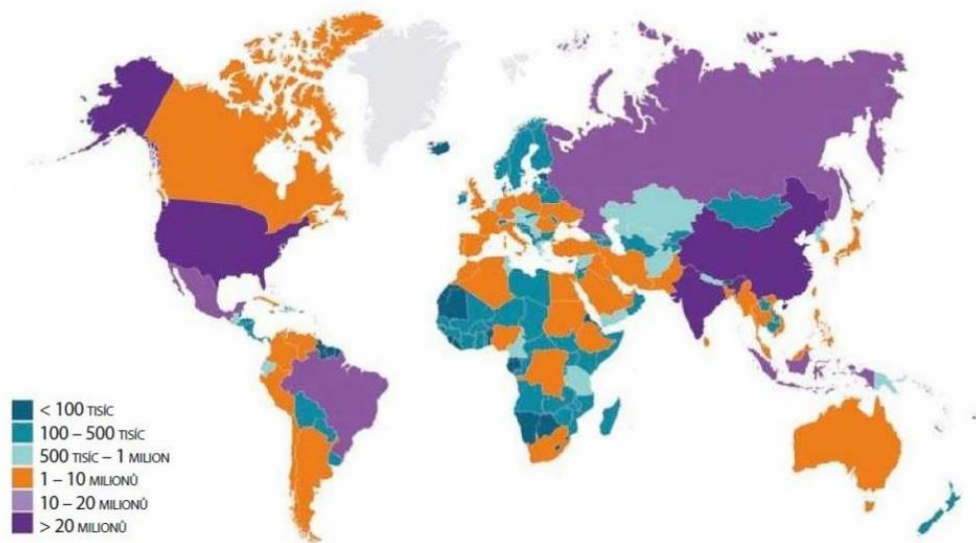 < 100 TISÍC
100 – 500 TISÍC
500 TISÍC – 1 MILION
1 – 10 MILIONŮ
10 – 20 MILIONŮ
> 20 MILIONŮ